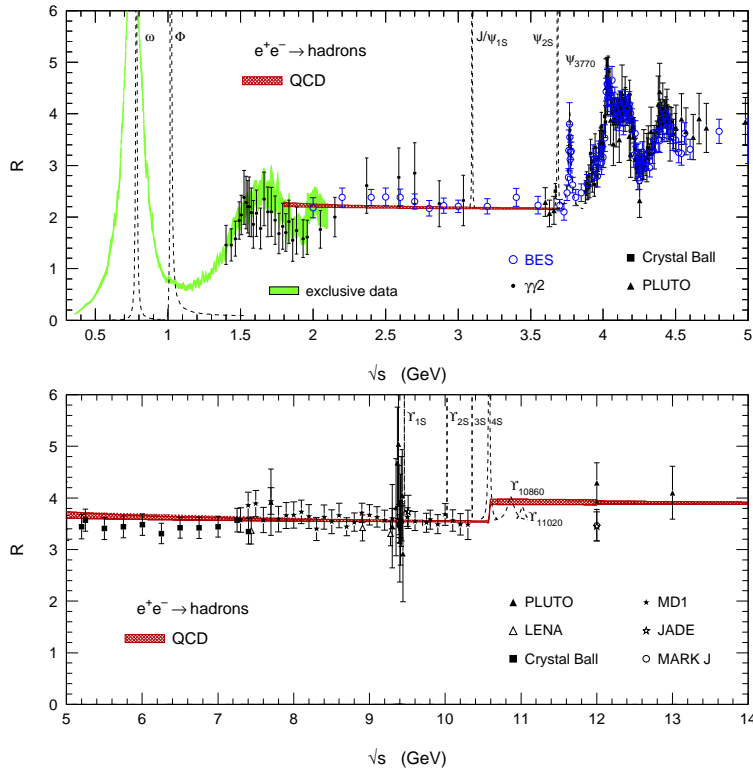 6
5
4
3
2
1
0
R
ω
Φ
J/ψ1S
ψ2S
ψ3770
e+e− → hadrons
QCD
exclusive data
BES
γγ2
Crystal Ball
PLUTO
0.5 1 1.5 2 2.5 3 3.5 4 4.5 5
√s (GeV)
6
5
4
3
2
1
0
R
ϒ1S
ϒ2S
3S
4S
ϒ10860
ϒ11020
e+e− → hadrons
QCD
PLUTO
LENA
Crystal Ball
MD1
JADE
MARK J
5 6 7 8 9 10 11 12 13 14
√s (GeV)